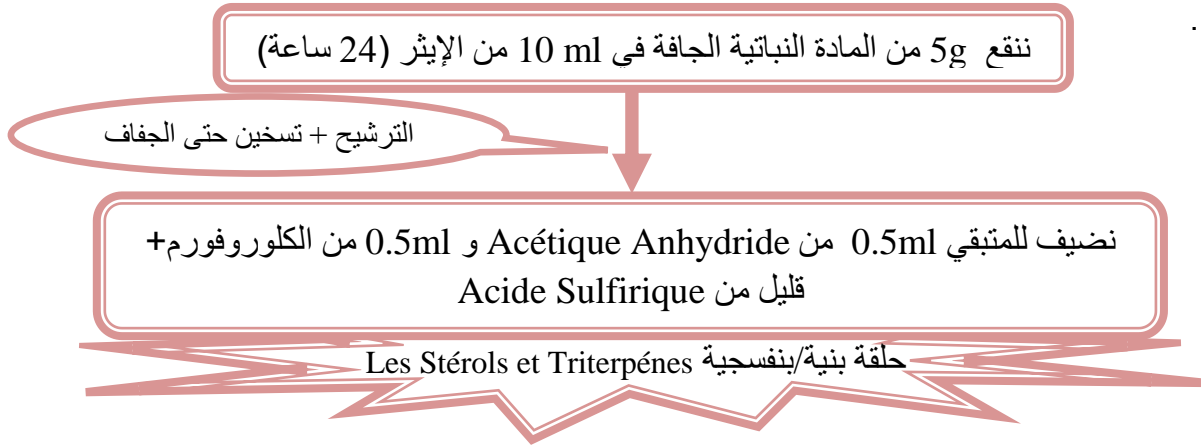 .
ننقع 5g من المادة النباتية الجافة في 10 ml من الإيثر (24 ساعة)
الترشيح + تسخين حتى الجفاف
نضيف للمتبقي 0.5ml من Acétique Anhydride و 0.5ml من الكلوروفورم+
قليل من Acide Sulfirique
حلقة بنية/بنفسجية Les Stérols et Triterpénes